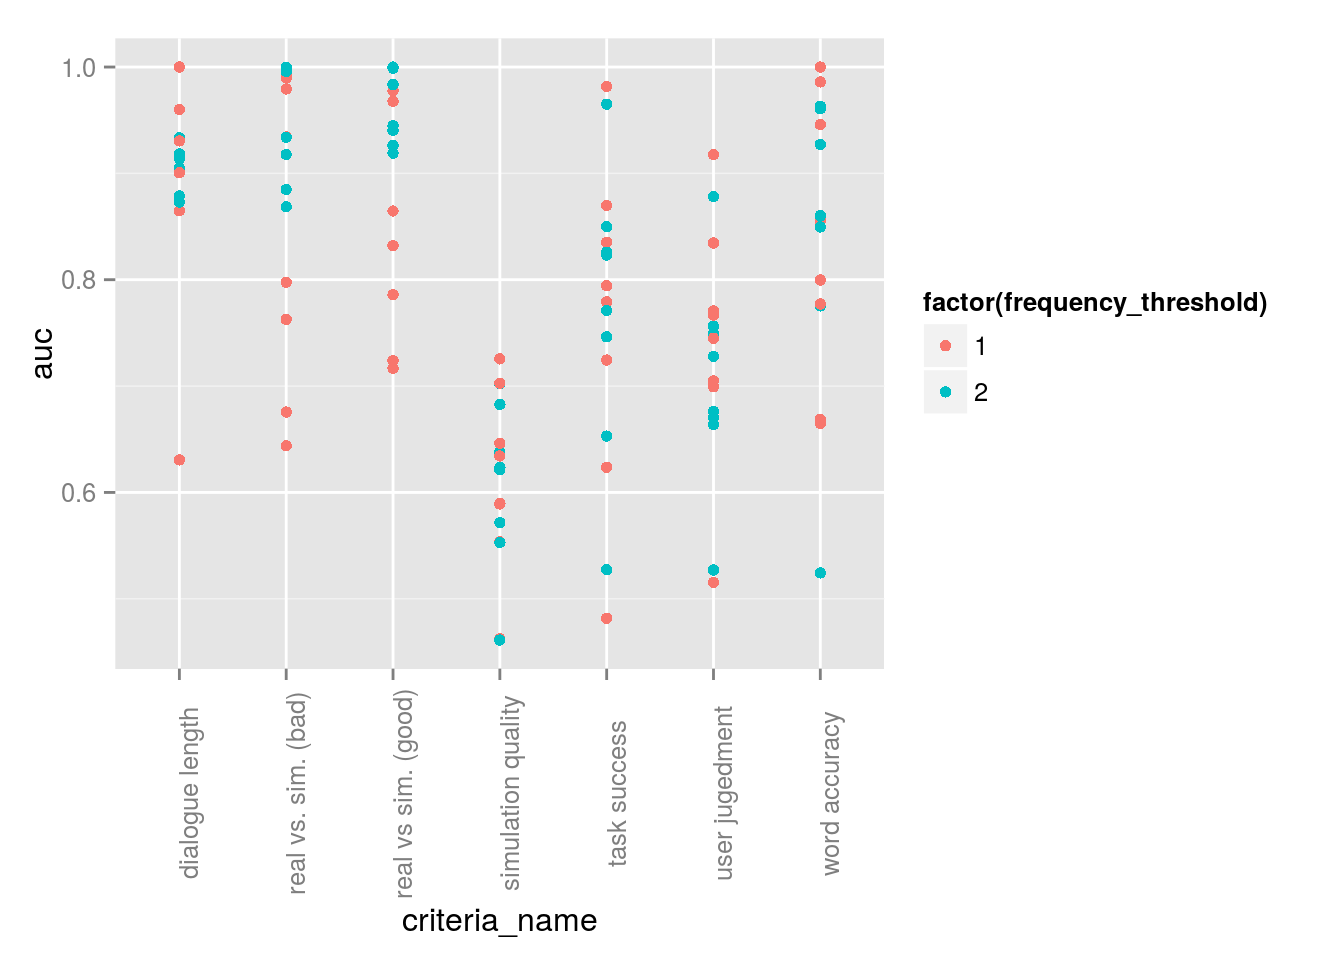 1.0
0.8
0.6
auc
dialogue length
real vs. sim. (bad)
real vs sim. (good)
simulation quality
task success
user jugedment
word accuracy
criteria_name
factor(frequency_threshold)
1
2